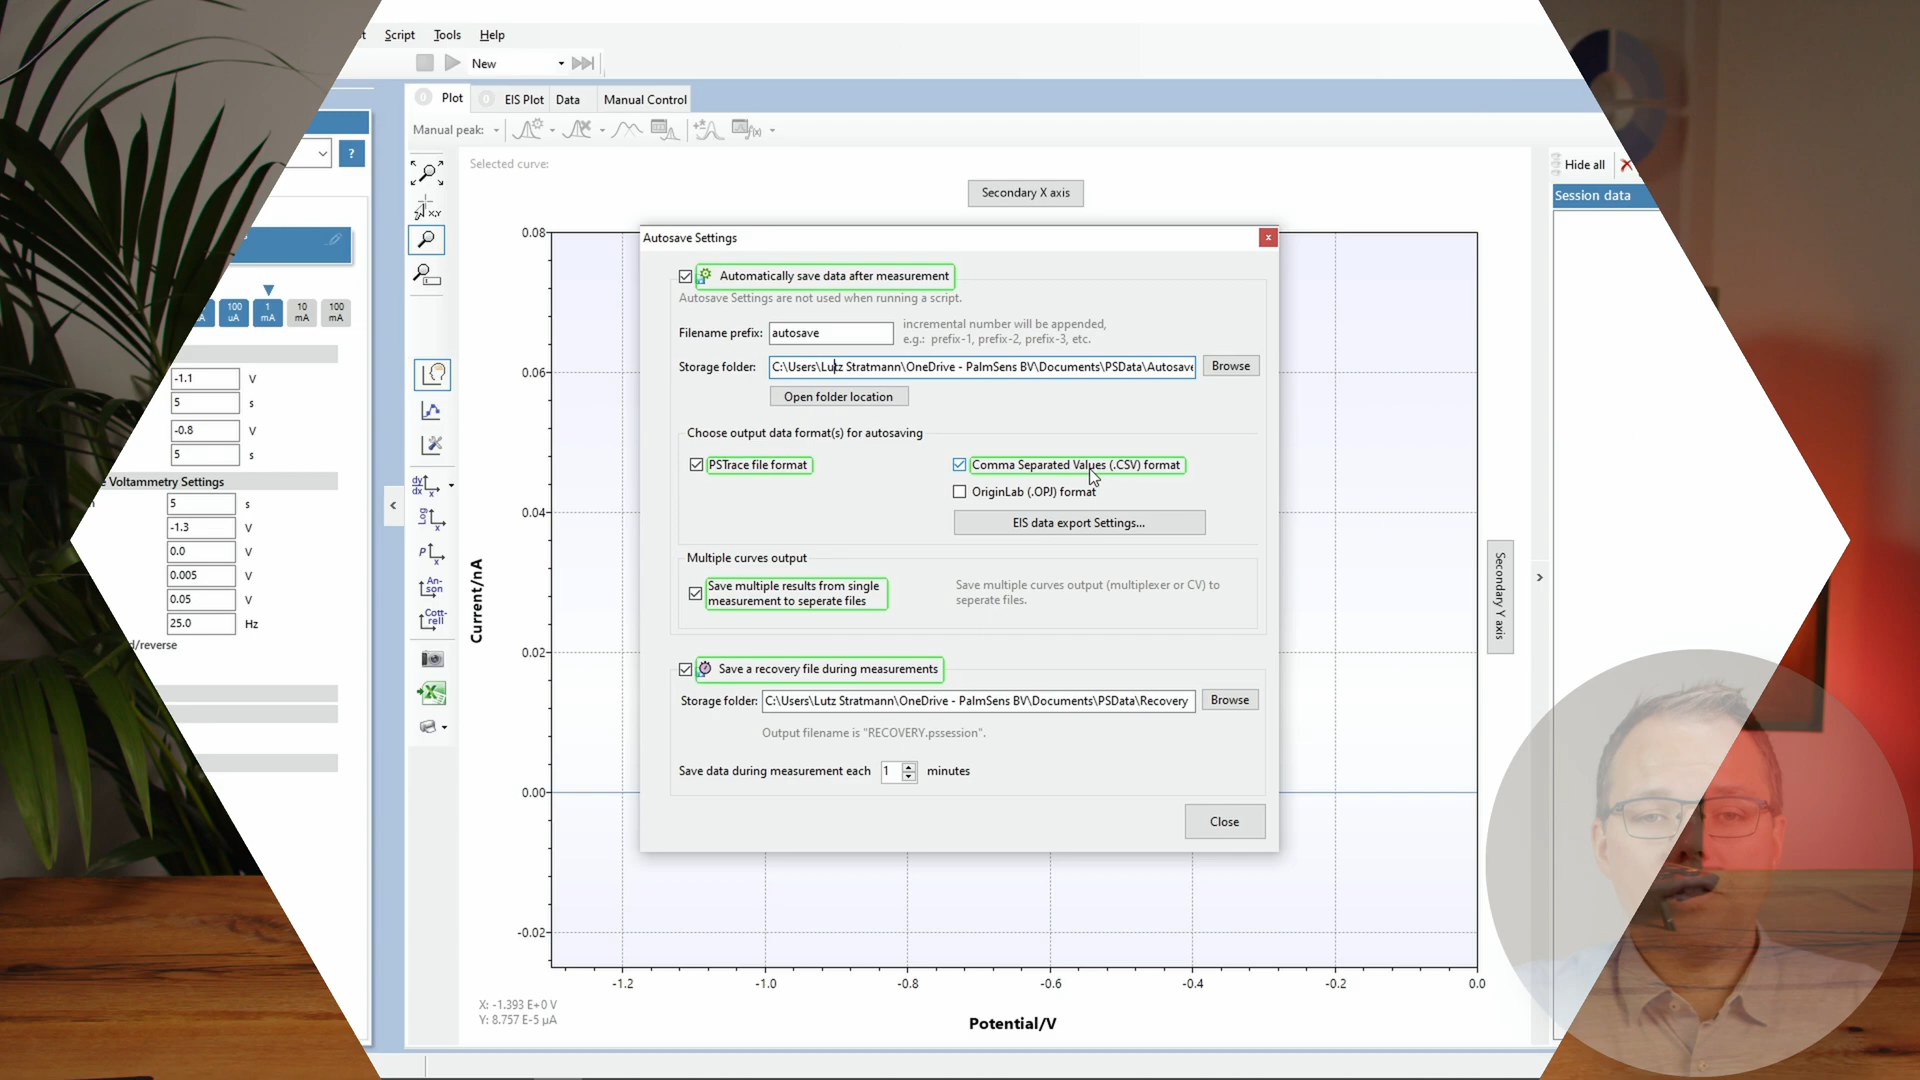 Script Tools Help
New
Plot EIS Plot Data Manual Control
Manual peak:
Selected curve:
Secondary X axis
Hide all
Session data
?
100 uA
1 mA
10 mA
100 mA
-1.1 V
5 s
-0.8 V
5 s
Voltammetry Settings
5 s
-1.3 V
0.0 V
0.005 V
0.05 V
25.0 Hz
d/reverse
X,Y
dy/dx x
Log x
P x
An-
son
Cott-
rell
Autosave Settings
Automatically save data after measurement
Autosave Settings are not used when running a script.
Filename prefix: autosave
incremental number will be appended,
e.g.: prefix-1, prefix-2, prefix-3, etc.
Storage folder: C:\Users\Lutz Stratmann\OneDrive - PalmSens BV\Documents\PSData\Autosave Browse
Open folder location
Choose output data format(s) for autosaving
PSTrace file format
Comma Separated Values (.CSV) format
OriginLab (.OPJ) format
EIS data export Settings...
Multiple curves output
Save multiple results from single
measurement to seperate files
Save multiple curves output (multiplexer or CV) to
seperate files.
Save a recovery file during measurements
Storage folder: C:\Users\Lutz Stratmann\OneDrive - PalmSens BV\Documents\PSData\Recovery Browse
Output filename is "RECOVERY.pssession".
Save data during measurement each 1 minutes
Close
Secondary Y axis
Current/nA
0.08
0.06
0.04
0.02
0.00
-0.02
-1.2 -1.0 -0.8 -0.6 -0.4 -0.2 0.0
X: -1.393 E+0 V
Y: 8.757 E-5 µA
Potential/V